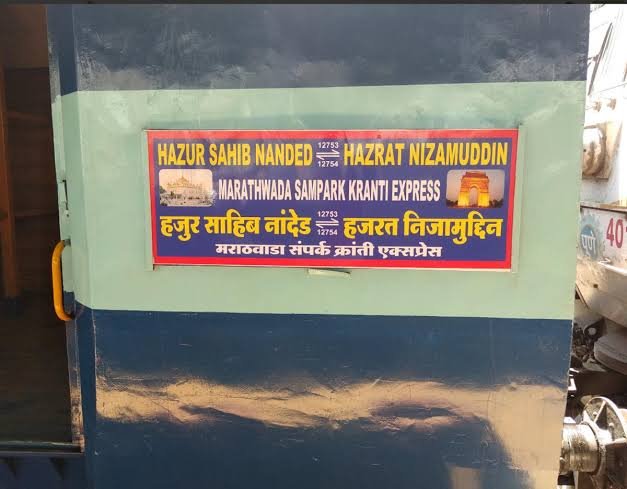 HAZUR SAHIB NANDED 12753 ⇌ 12754 HAZRAT NIZAMUDDIN
MARATHWADA SAMPARK KRANTI EXPRESS
हजुर साहिब नांदेड 12753 ⇌ 12754 हजरत निजामुद्दिन
मराठवाडा संपर्क क्रांती एक्सप्रेस
40